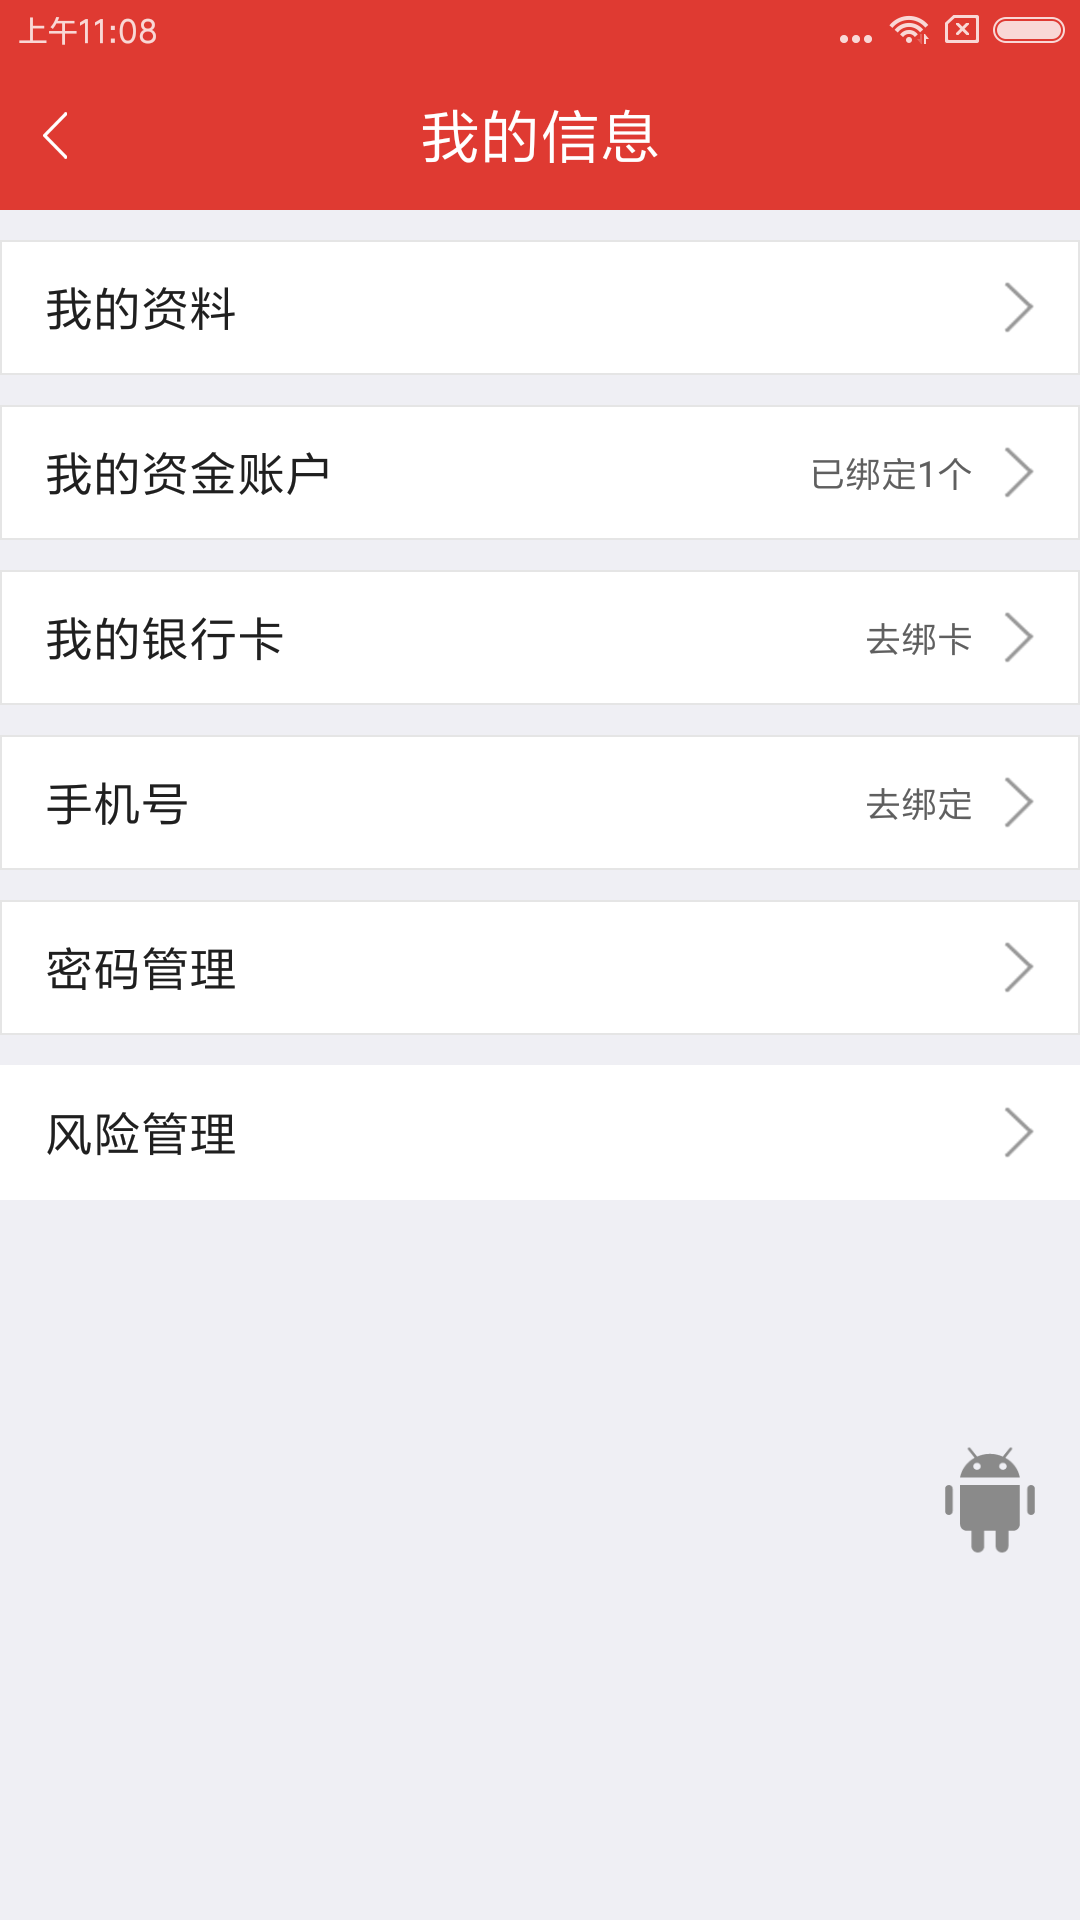 上午11:08
我的信息
我的资料
我的资金账户 已绑定1个
我的银行卡 去绑卡
手机号 去绑定
密码管理
风险管理